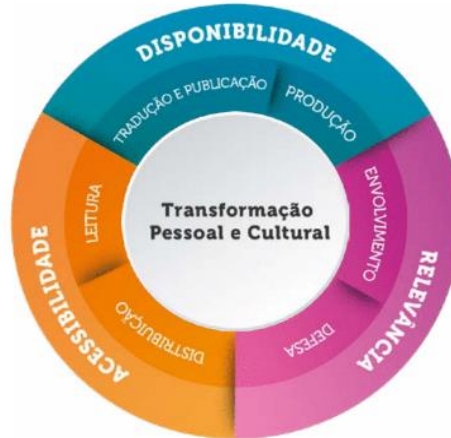 DISPONIBILIDADE
TRADUÇÃO E PUBLICAÇÃO
PRODUÇÃO
ENVOLVIMENTO
RELEVÂNCIA
DEFESA
DISTRIBUIÇÃO
ACESSIBILIDADE
LEITURA
Transformação
Pessoal e Cultural